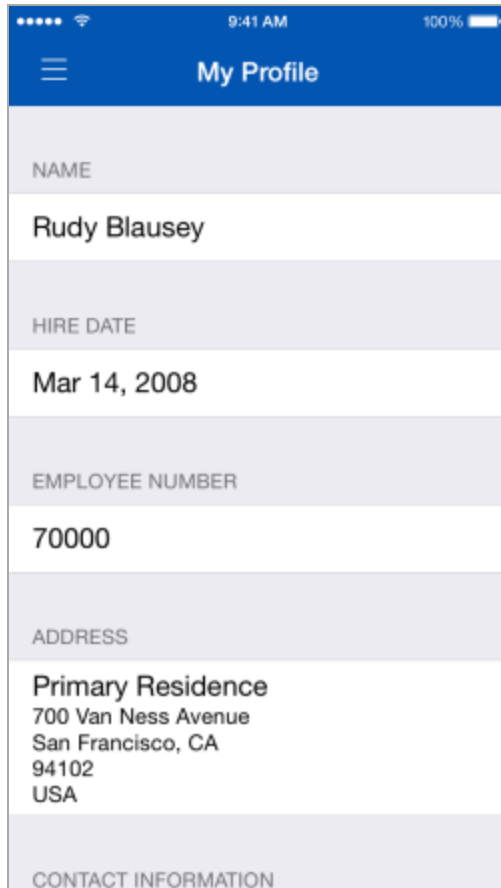 9:41 AM
100%
My Profile
NAME
Rudy Blausey
HIRE DATE
Mar 14, 2008
EMPLOYEE NUMBER
70000
ADDRESS
Primary Residence
700 Van Ness Avenue
San Francisco, CA
94102
USA
CONTACT INFORMATION